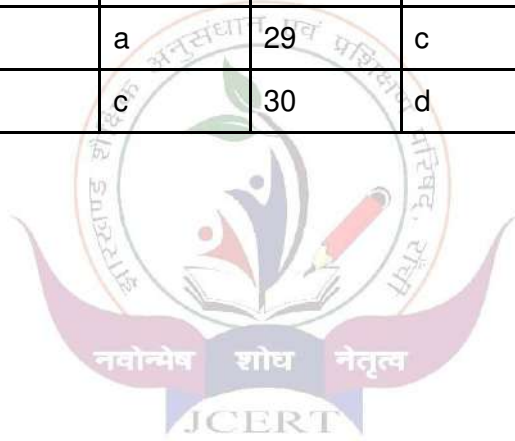 a 29 c
c 30 d
झारखण्ड शैक्षिक अनुसंधान एवं प्रशिक्षण परिषद, राँची
नवोन्मेष शोध नेतृत्व
JCERT